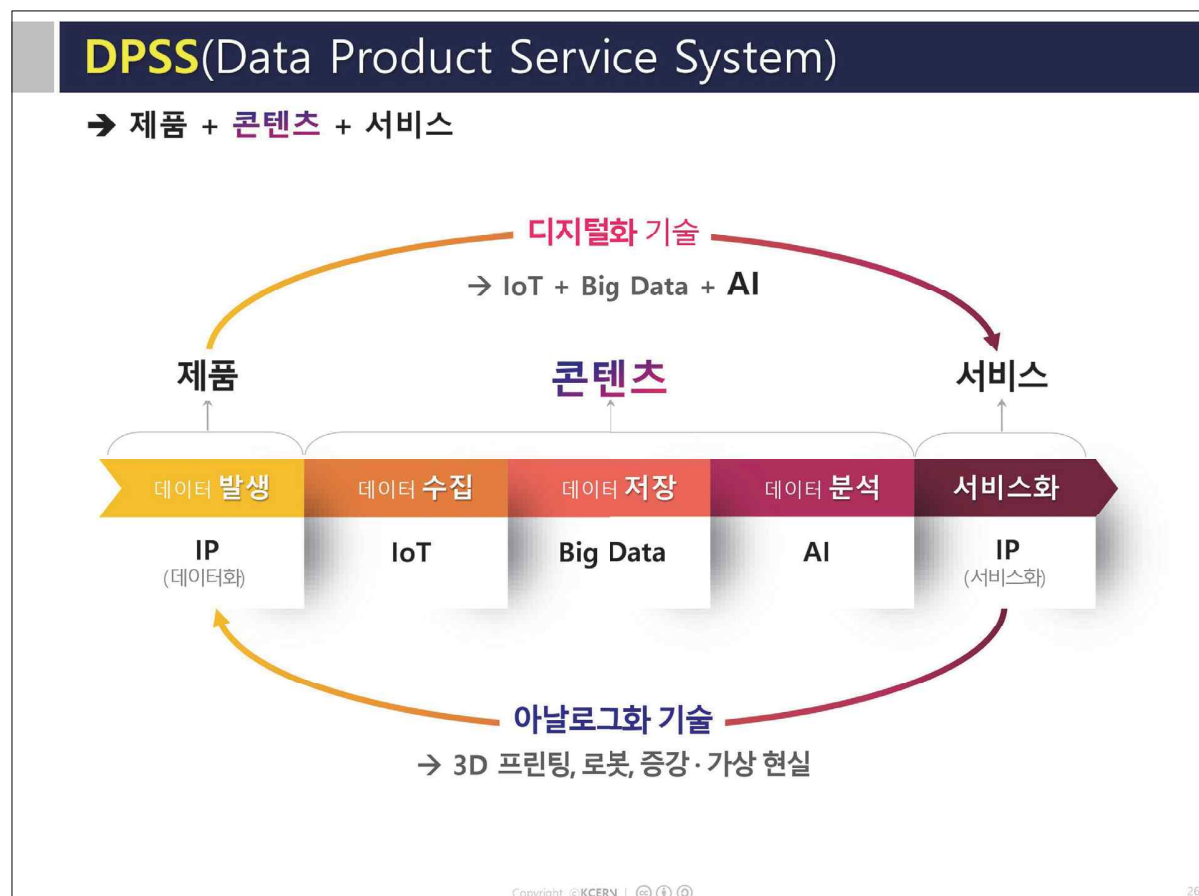 DPSS(Data Product Service System)
➔ 제품 + 콘텐츠 + 서비스
디지털화 기술
→ IoT + Big Data + AI
제품
콘텐츠
서비스
데이터 발생
데이터 수집
데이터 저장
데이터 분석
서비스화
IP
(데이터화)
IoT
Big Data
AI
IP
(서비스화)
아날로그화 기술
→ 3D 프린팅, 로봇, 증강·가상 현실
Copyright ©KCERN |
26